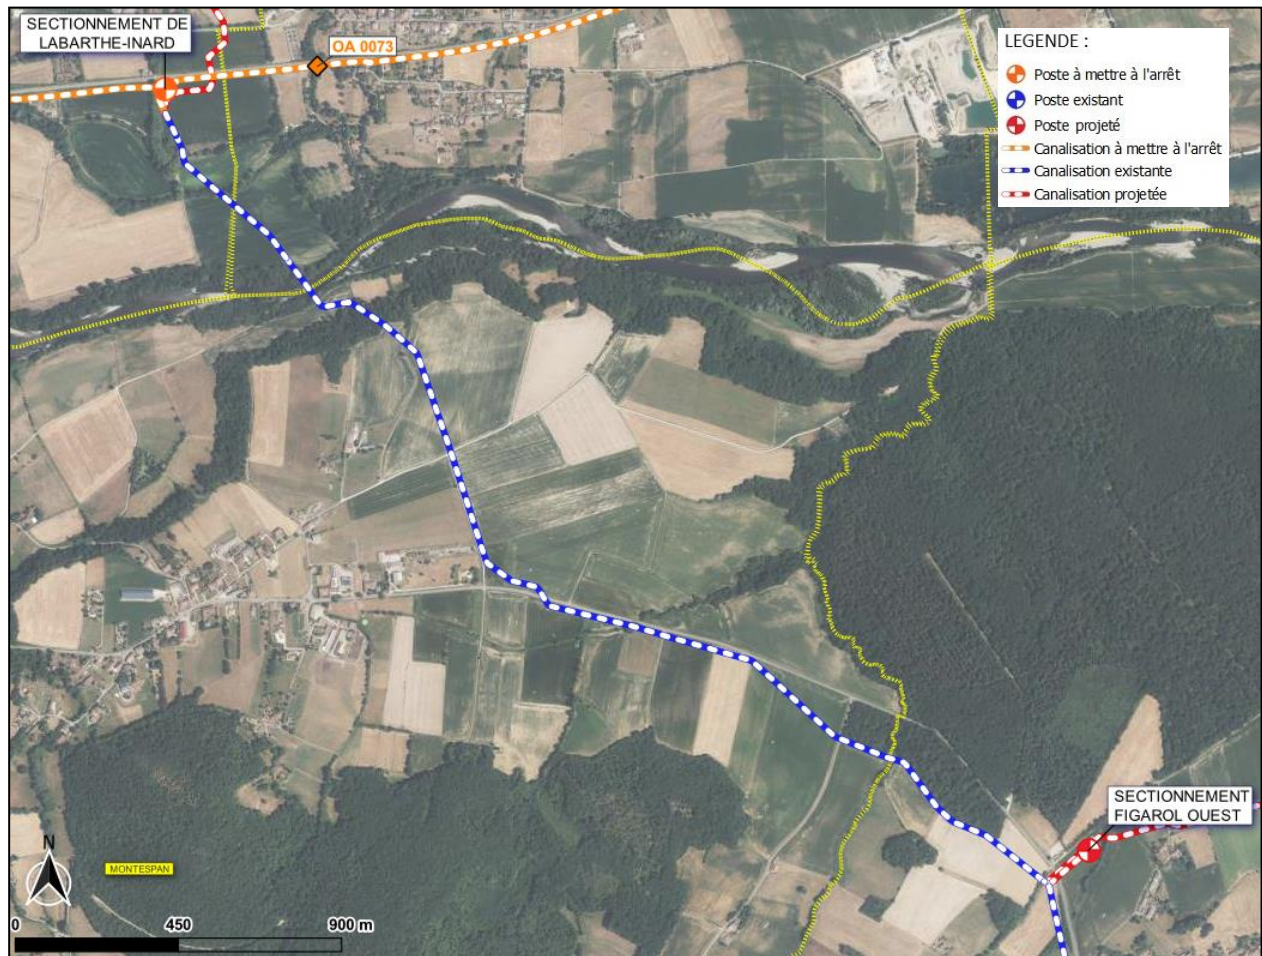 SECTIONNEMENT DE
LABARTHE-INARD
OA 0073
LEGENDE :
Poste à mettre à l'arrêt
Poste existant
Poste projeté
Canalisation à mettre à l'arrêt
Canalisation existante
Canalisation projetée
SECTIONNEMENT
FIGAROL OUEST
N
MONTESPAN
0 450 900 m